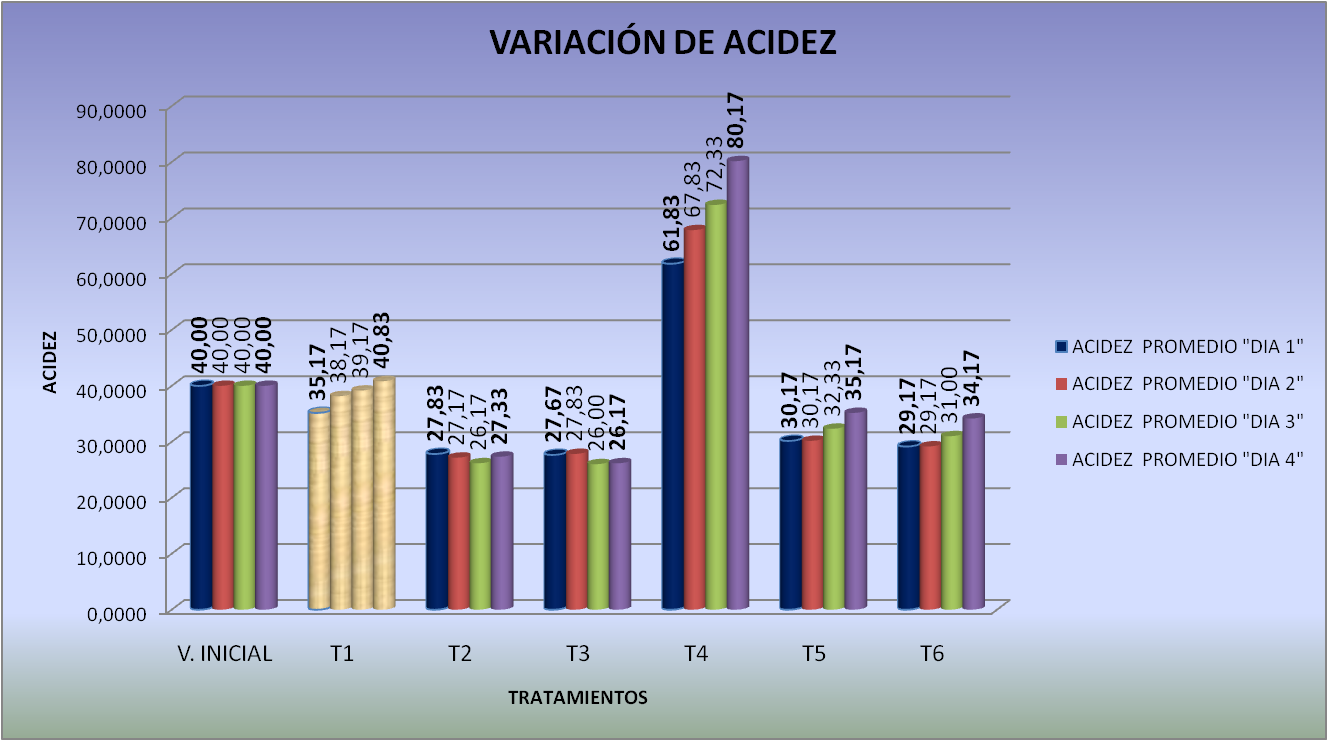 VARIACIÓN DE ACIDEZ
ACIDEZ
90,0000
80,0000
70,0000
60,0000
50,0000
40,0000
30,0000
20,0000
10,0000
0,0000
40,00
40,00
40,00
40,00
35,17
38,17
39,17
40,83
27,83
27,17
26,17
27,33
27,67
27,83
26,00
26,17
61,83
67,83
72,33
80,17
30,17
30,17
32,33
35,17
29,17
29,17
31,00
34,17
V. INICIAL
T1
T2
T3
T4
T5
T6
TRATAMIENTOS
ACIDEZ PROMEDIO "DIA 1"
ACIDEZ PROMEDIO "DIA 2"
ACIDEZ PROMEDIO "DIA 3"
ACIDEZ PROMEDIO "DIA 4"